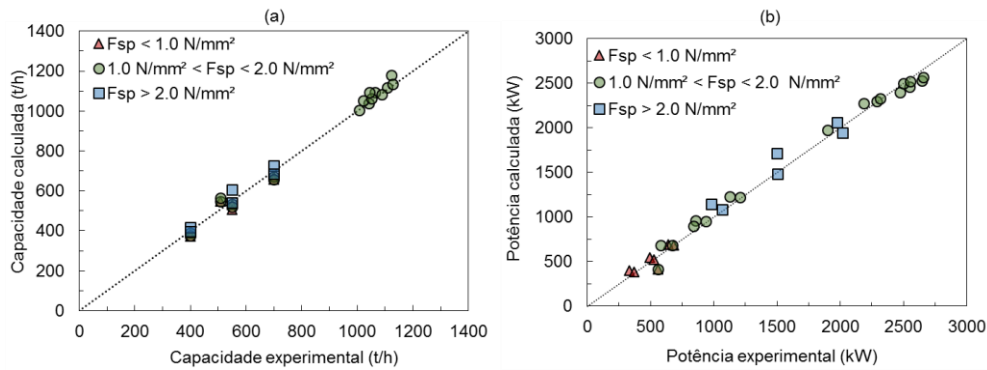 (a)
1400
1200
1000
800
600
400
200
0
Capacidade calculada (t/h)
Fsp < 1.0 N/mm²
1.0 N/mm² < Fsp < 2.0 N/mm²
Fsp > 2.0 N/mm²
0 200 400 600 800 1000 1200 1400
Capacidade experimental (t/h)
(b)
3000
2500
2000
1500
1000
500
0
Potência calculada (kW)
Fsp < 1.0 N/mm²
1.0 N/mm² < Fsp < 2.0 N/mm²
Fsp > 2.0 N/mm²
0 500 1000 1500 2000 2500 3000
Potência experimental (kW)